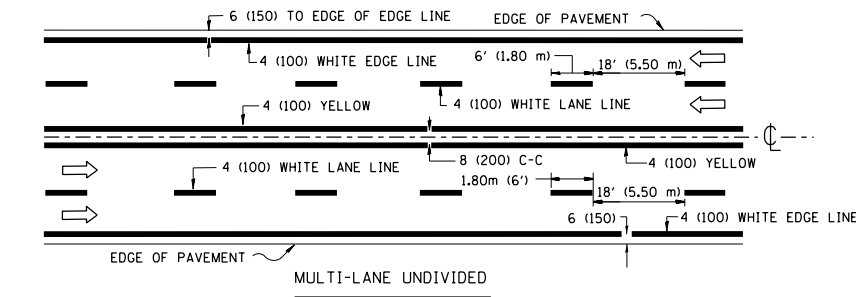 6 (150) TO EDGE OF EDGE LINE
EDGE OF PAVEMENT
4 (100) WHITE EDGE LINE
6' (1.80 m)
18' (5.50 m)
4 (100) YELLOW
4 (100) WHITE LANE LINE
4 (100) WHITE LANE LINE
8 (200) C-C
4 (100) YELLOW
1.80m (6')
18' (5.50 m)
6 (150)
4 (100) WHITE EDGE LINE
EDGE OF PAVEMENT
MULTI-LANE UNDIVIDED